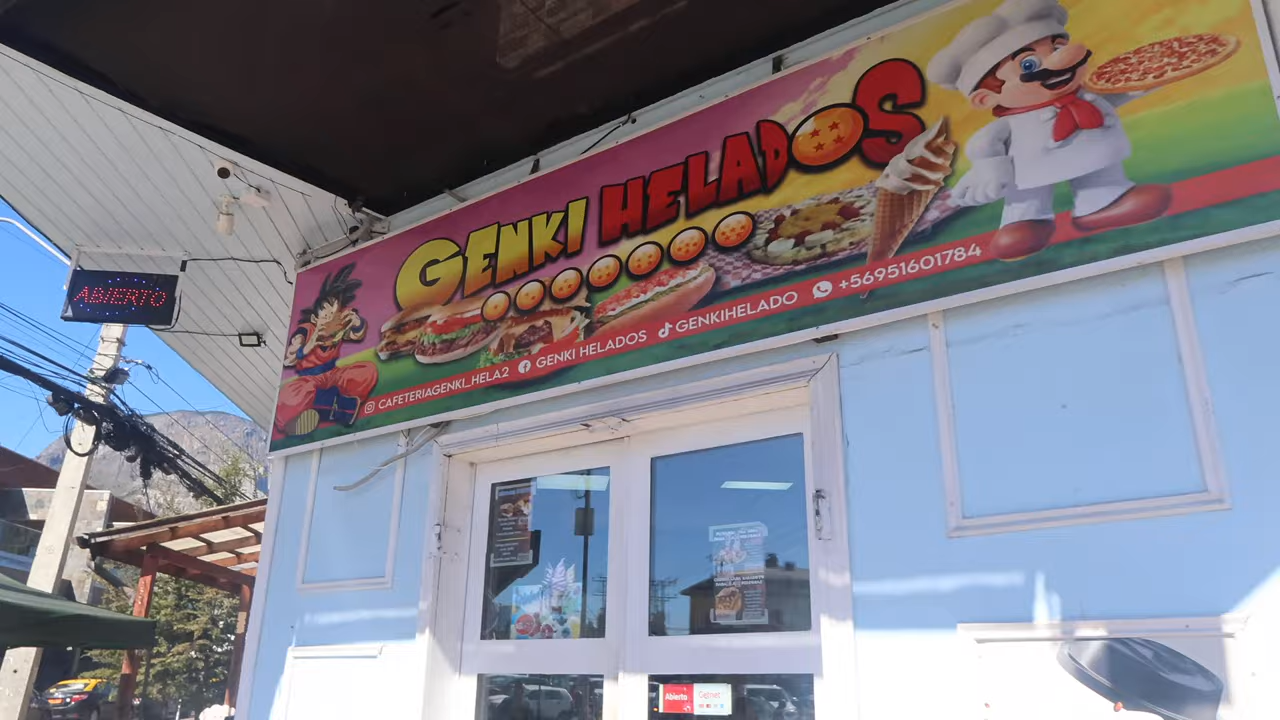 ABIERTO
GENKI HELADOS
CAFETERIAGENKI_HELA2 GENKI HELADOS GENKIHELADO +56951601784
Abierto